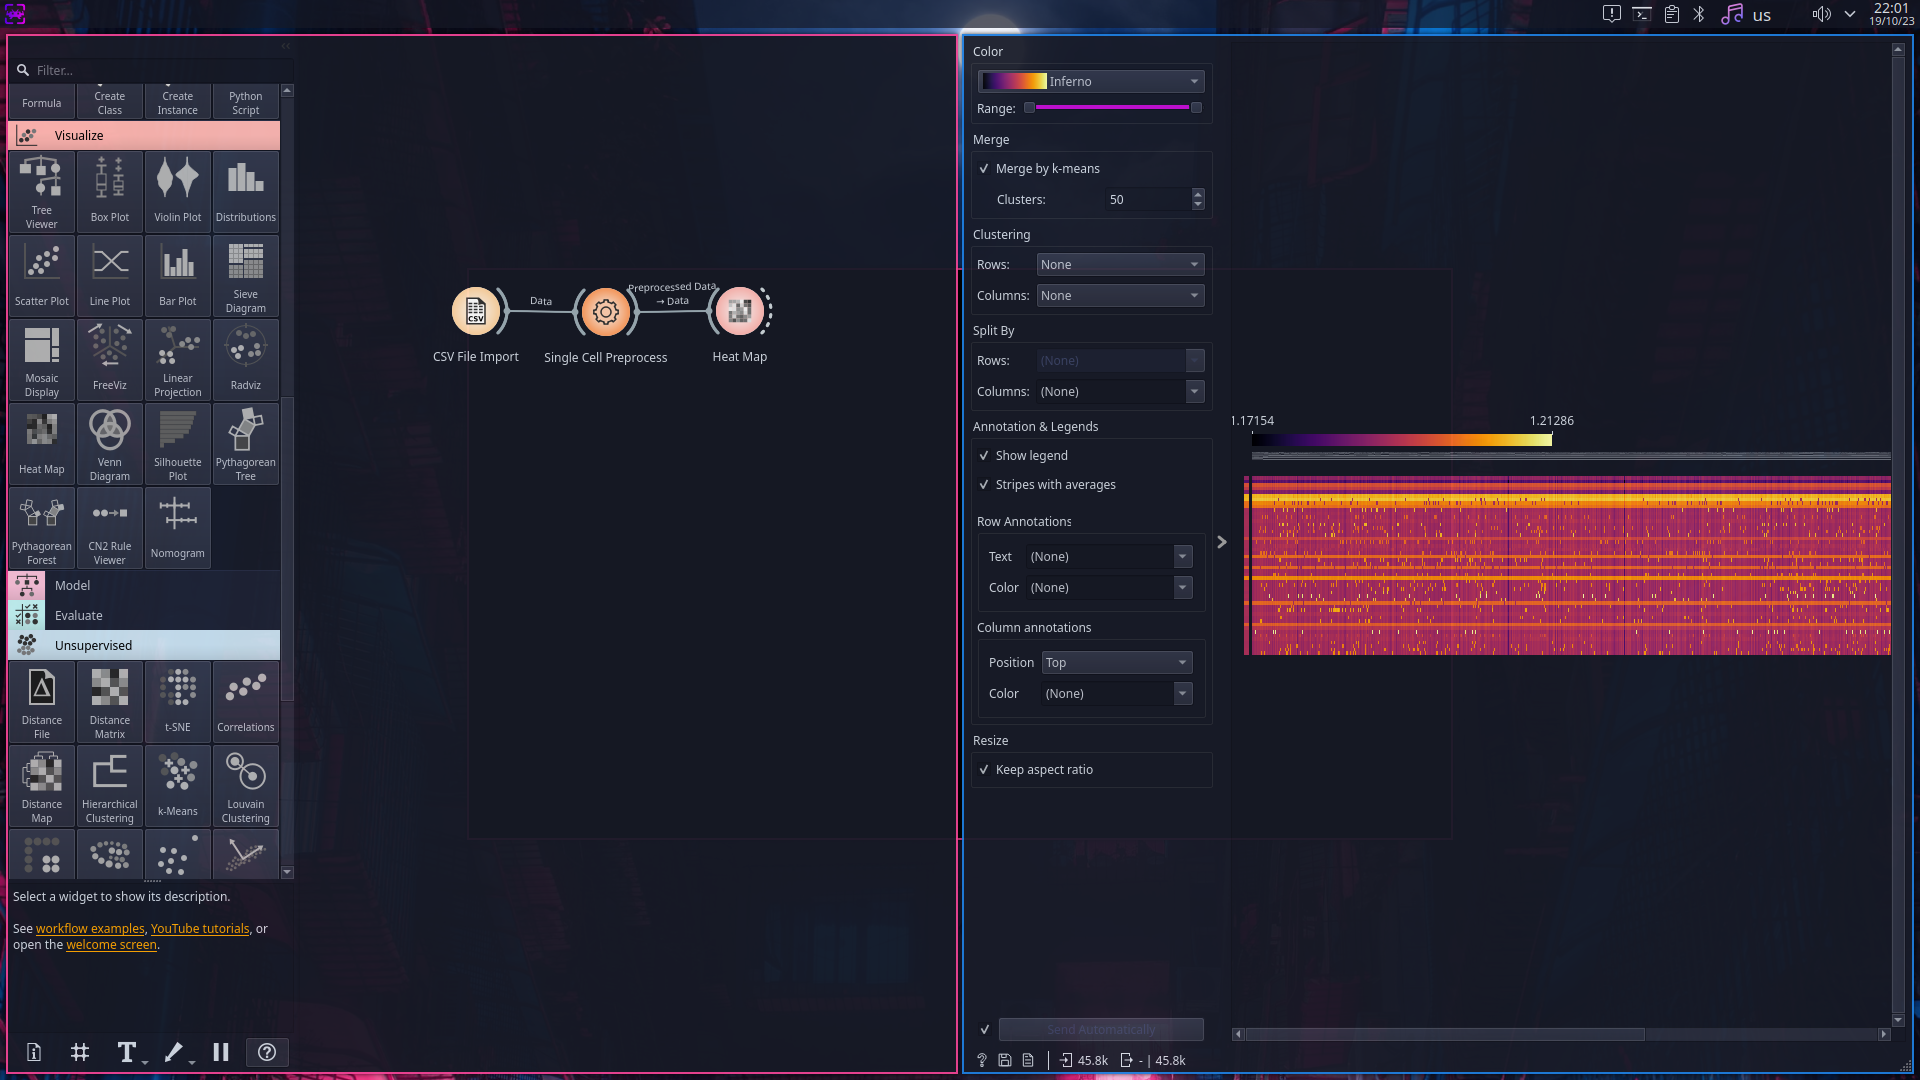 us
22:01
19/10/23
Filter...
Formula
Create Class
Create Instance
Python Script
Visualize
Tree Viewer
Box Plot
Violin Plot
Distributions
Scatter Plot
Line Plot
Bar Plot
Sieve Diagram
Mosaic Display
FreeViz
Linear Projection
Radviz
Heat Map
Venn Diagram
Silhouette Plot
Pythagorean Tree
Pythagorean Forest
CN2 Rule Viewer
Nomogram
Model
Evaluate
Unsupervised
Distance File
Distance Matrix
t-SNE
Correlations
Distance Map
Hierarchical Clustering
k-Means
Louvain Clustering
Select a widget to show its description.
See workflow examples, YouTube tutorials, or
open the welcome screen.
CSV
Data
Preprocessed Data
→ Data
CSV File Import
Single Cell Preprocess
Heat Map
Color
Inferno
Range:
Merge
Merge by k-means
Clusters: 50
Clustering
Rows: None
Columns: None
Split By
Rows: (None)
Columns: (None)
Annotation & Legends
Show legend
Stripes with averages
Row Annotations
Text (None)
Color (None)
Column annotations
Position Top
Color (None)
Resize
Keep aspect ratio
Send Automatically
45.8k - | 45.8k
1.17154 1.21286